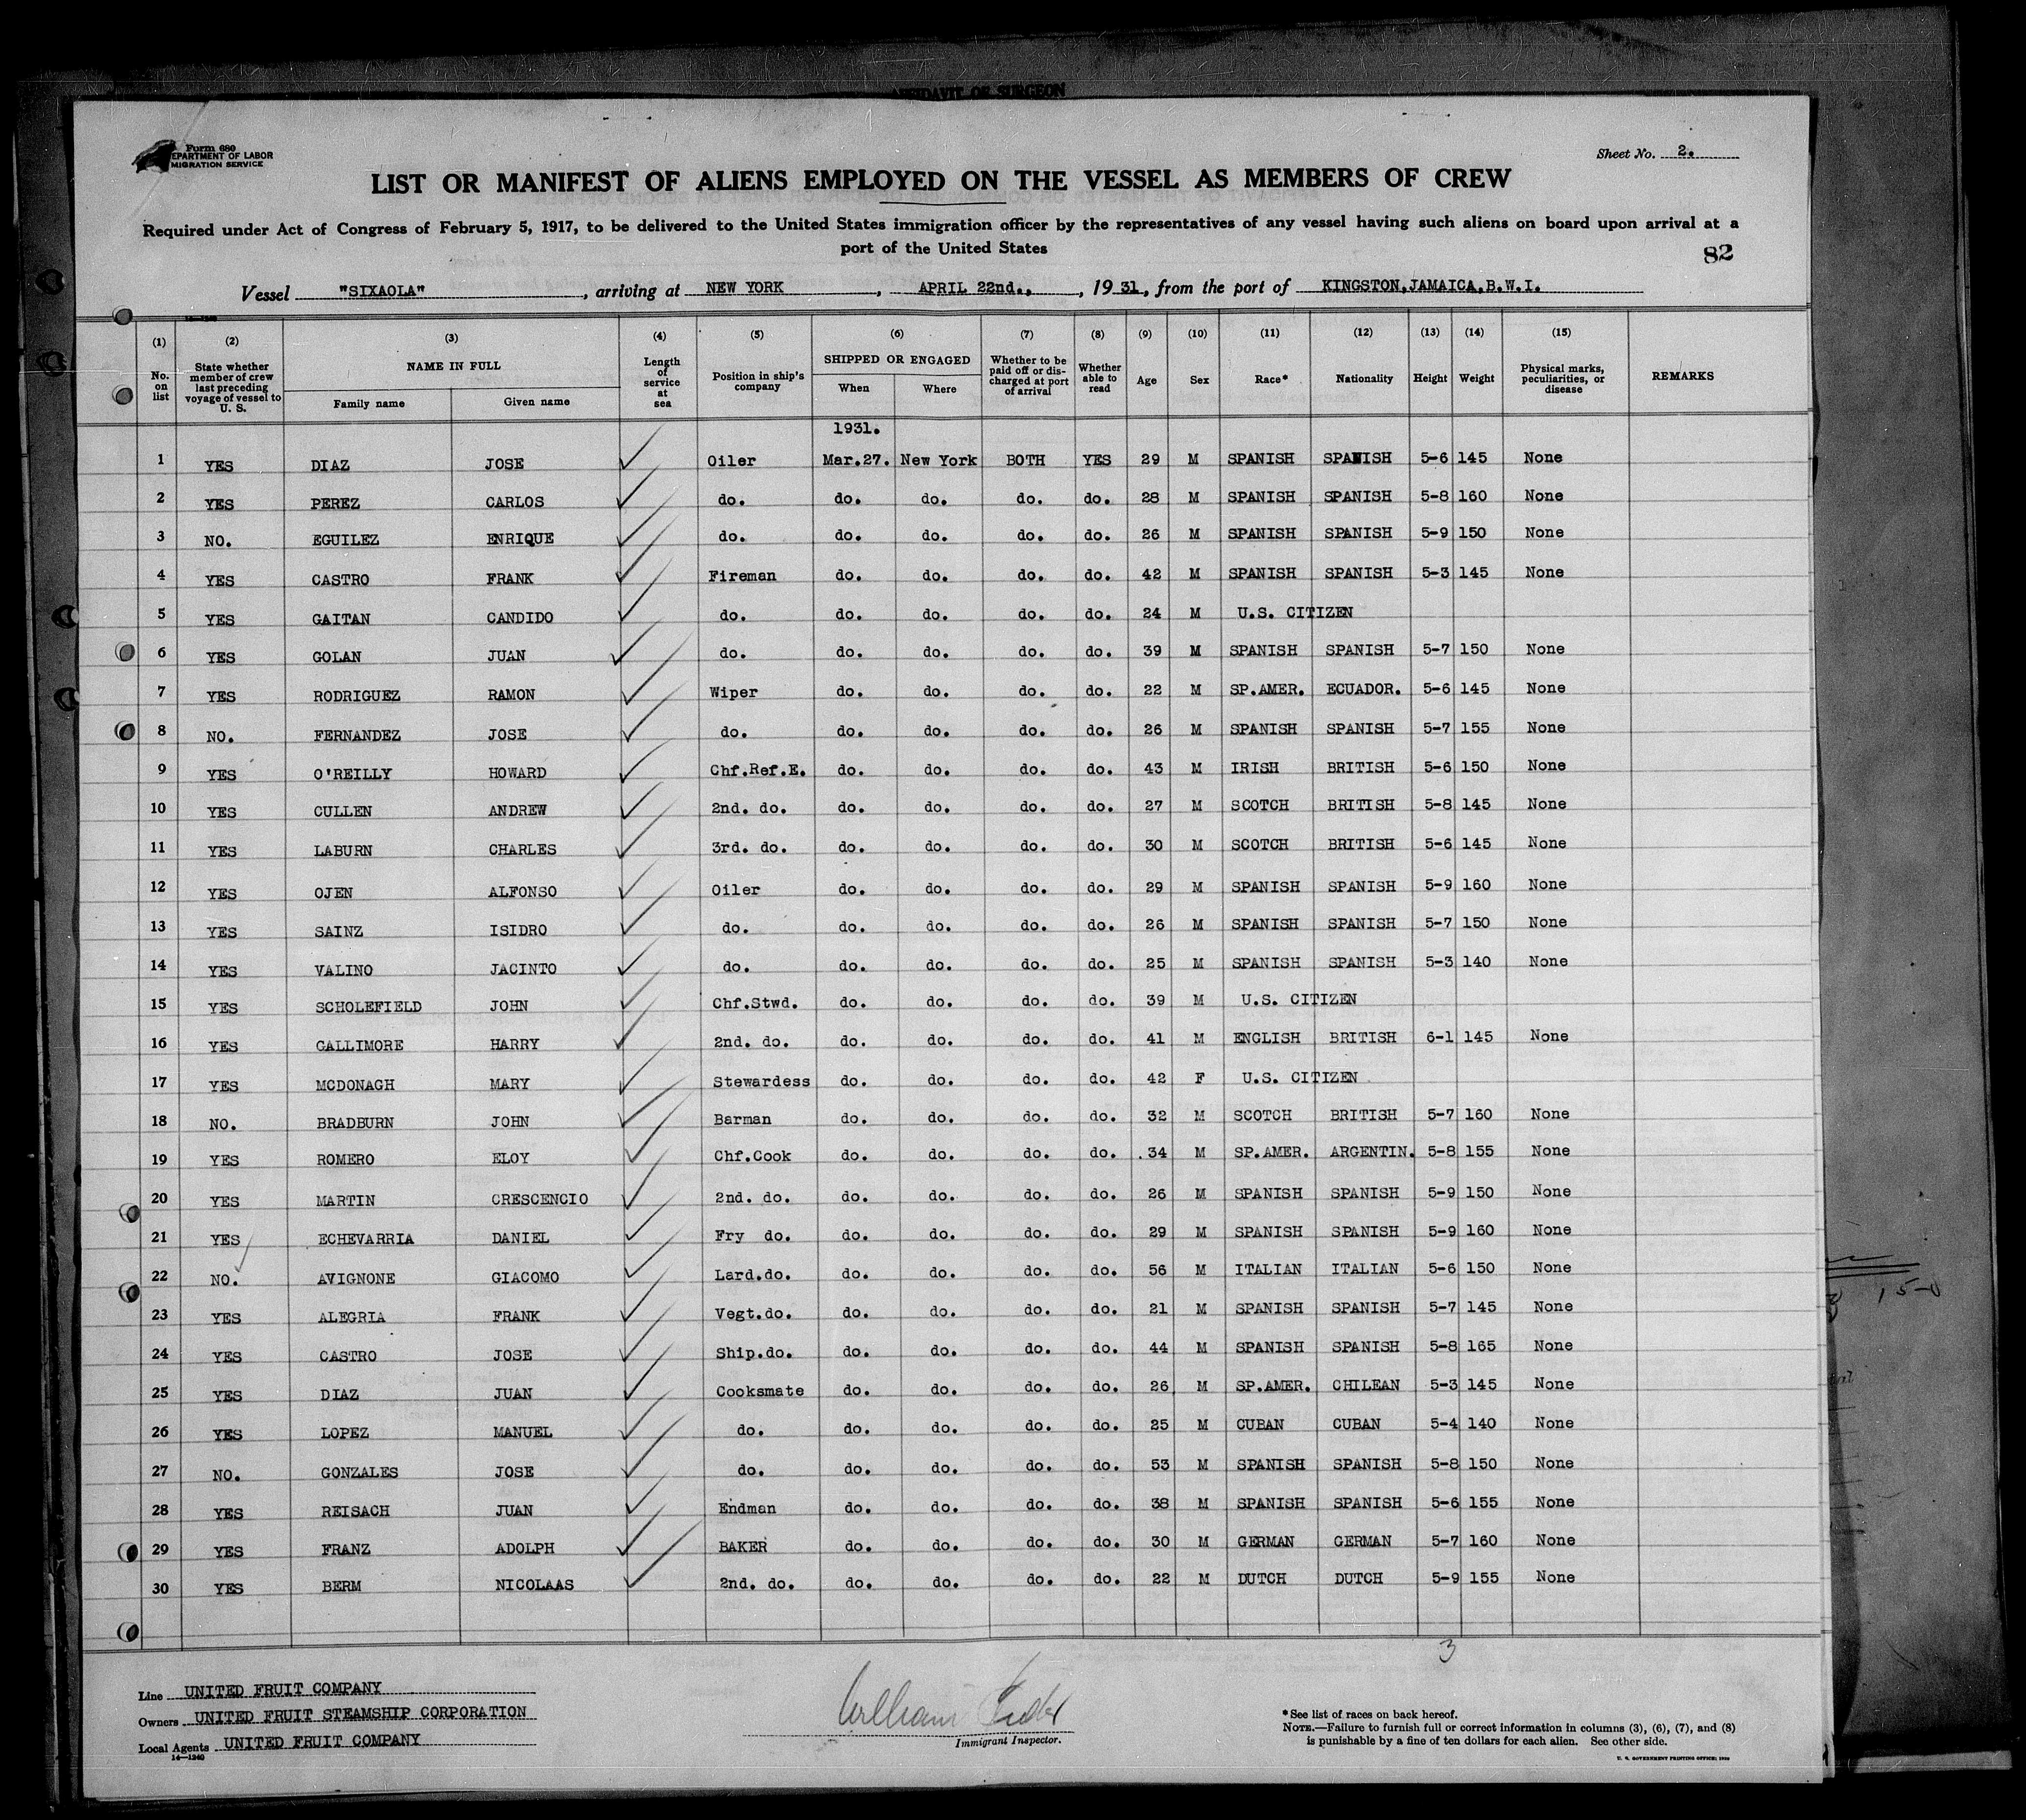 AFFIDAVIT OF SURGEON
Form 680
DEPARTMENT OF LABOR
IMMIGRATION SERVICE
Sheet No. 2.
LIST OR MANIFEST OF ALIENS EMPLOYED ON THE VESSEL AS MEMBERS OF CREW
Required under Act of Congress of February 5, 1917, to be delivered to the United States immigration officer by the representatives of any vessel having such aliens on board upon arrival at a
port of the United States
82
Vessel "SIXAOLA", arriving at NEW YORK, APRIL 22nd., 1931, from the port of KINGSTON,JAMAICA,B.W.I.
(1) (2) (3) (4) (5) (6) (7) (8) (9) (10) (11) (12) (13) (14) (15)
No. on list State whether member of crew last preceding voyage of vessel to U. S. NAME IN FULL Family name Given name Length of service at sea Position in ship's company SHIPPED OR ENGAGED When Where Whether to be paid off or discharged at port of arrival Whether able to read Age Sex Race* Nationality Height Weight Physical marks, peculiarities, or disease REMARKS
1931.
1 YES DIAZ JOSE Oiler Mar.27. New York BOTH YES 29 M SPANISH SPANISH 5-6 145 None
2 YES PEREZ CARLOS do. do. do. do. do. 28 M SPANISH SPANISH 5-8 160 None
3 NO. EGUILEZ ENRIQUE do. do. do. do. do. 26 M SPANISH SPANISH 5-9 150 None
4 YES CASTRO FRANK Fireman do. do. do. do. 42 M SPANISH SPANISH 5-3 145 None
5 YES GAITAN CANDIDO do. do. do. do. do. 24 M U.S. CITIZEN
6 YES GOLAN JUAN do. do. do. do. do. 39 M SPANISH SPANISH 5-7 150 None
7 YES RODRIGUEZ RAMON Wiper do. do. do. do. 22 M SP.AMER. ECUADOR. 5-6 145 None
8 NO. FERNANDEZ JOSE do. do. do. do. do. 26 M SPANISH SPANISH 5-7 155 None
9 YES O'REILLY HOWARD Chf.Ref.E. do. do. do. do. 43 M IRISH BRITISH 5-6 150 None
10 YES CULLEN ANDREW 2nd. do. do. do. do. do. 27 M SCOTCH BRITISH 5-8 145 None
11 YES LABURN CHARLES 3rd. do. do. do. do. do. 30 M SCOTCH BRITISH 5-6 145 None
12 YES OJEN ALFONSO Oiler do. do. do. do. 29 M SPANISH SPANISH 5-9 160 None
13 YES SAINZ ISIDRO do. do. do. do. do. 26 M SPANISH SPANISH 5-7 150 None
14 YES VALINO JACINTO do. do. do. do. do. 25 M SPANISH SPANISH 5-3 140 None
15 YES SCHOLEFIELD JOHN Chf.Stwd. do. do. do. do. 39 M U.S. CITIZEN
16 YES GALLIMORE HARRY 2nd. do. do. do. do. do. 41 M ENGLISH BRITISH 6-1 145 None
17 YES MCDONAGH MARY Stewardess do. do. do. do. 42 F U.S. CITIZEN
18 NO. BRADBURN JOHN Barman do. do. do. do. 32 M SCOTCH BRITISH 5-7 160 None
19 YES ROMERO ELOY Chf.Cook do. do. do. do. 34 M SP.AMER. ARGENTIN. 5-8 155 None
20 YES MARTIN CRESCENCIO 2nd. do. do. do. do. do. 26 M SPANISH SPANISH 5-9 150 None
21 YES ECHEVARRIA DANIEL Fry do. do. do. do. do. 29 M SPANISH SPANISH 5-9 160 None
22 NO. AVIGNONE GIACOMO Lard.do. do. do. do. do. 56 M ITALIAN ITALIAN 5-6 150 None
23 YES ALEGRIA FRANK Vegt.do. do. do. do. do. 21 M SPANISH SPANISH 5-7 145 None
24 YES CASTRO JOSE Ship.do. do. do. do. do. 44 M SPANISH SPANISH 5-8 165 None
25 YES DIAZ JUAN Cooksmate do. do. do. do. 26 M SP.AMER. CHILEAN 5-3 145 None
26 YES LOPEZ MANUEL do. do. do. do. do. 25 M CUBAN CUBAN 5-4 140 None
27 NO. GONZALES JOSE do. do. do. do. do. 53 M SPANISH SPANISH 5-8 150 None
28 YES REISACH JUAN Endman do. do. do. do. 38 M SPANISH SPANISH 5-6 155 None
29 YES FRANZ ADOLPH BAKER do. do. do. do. 30 M GERMAN GERMAN 5-7 160 None
30 YES BERM NICOLAAS 2nd. do. do. do. do. do. 22 M DUTCH DUTCH 5-9 155 None
3
Line UNITED FRUIT COMPANY
Owners UNITED FRUIT STEAMSHIP CORPORATION
Local Agents UNITED FRUIT COMPANY
14—1240
William
Immigrant Inspector.
*See list of races on back hereof.
NOTE.—Failure to furnish full or correct information in columns (3), (6), (7), and (8)
is punishable by a fine of ten dollars for each alien. See other side.